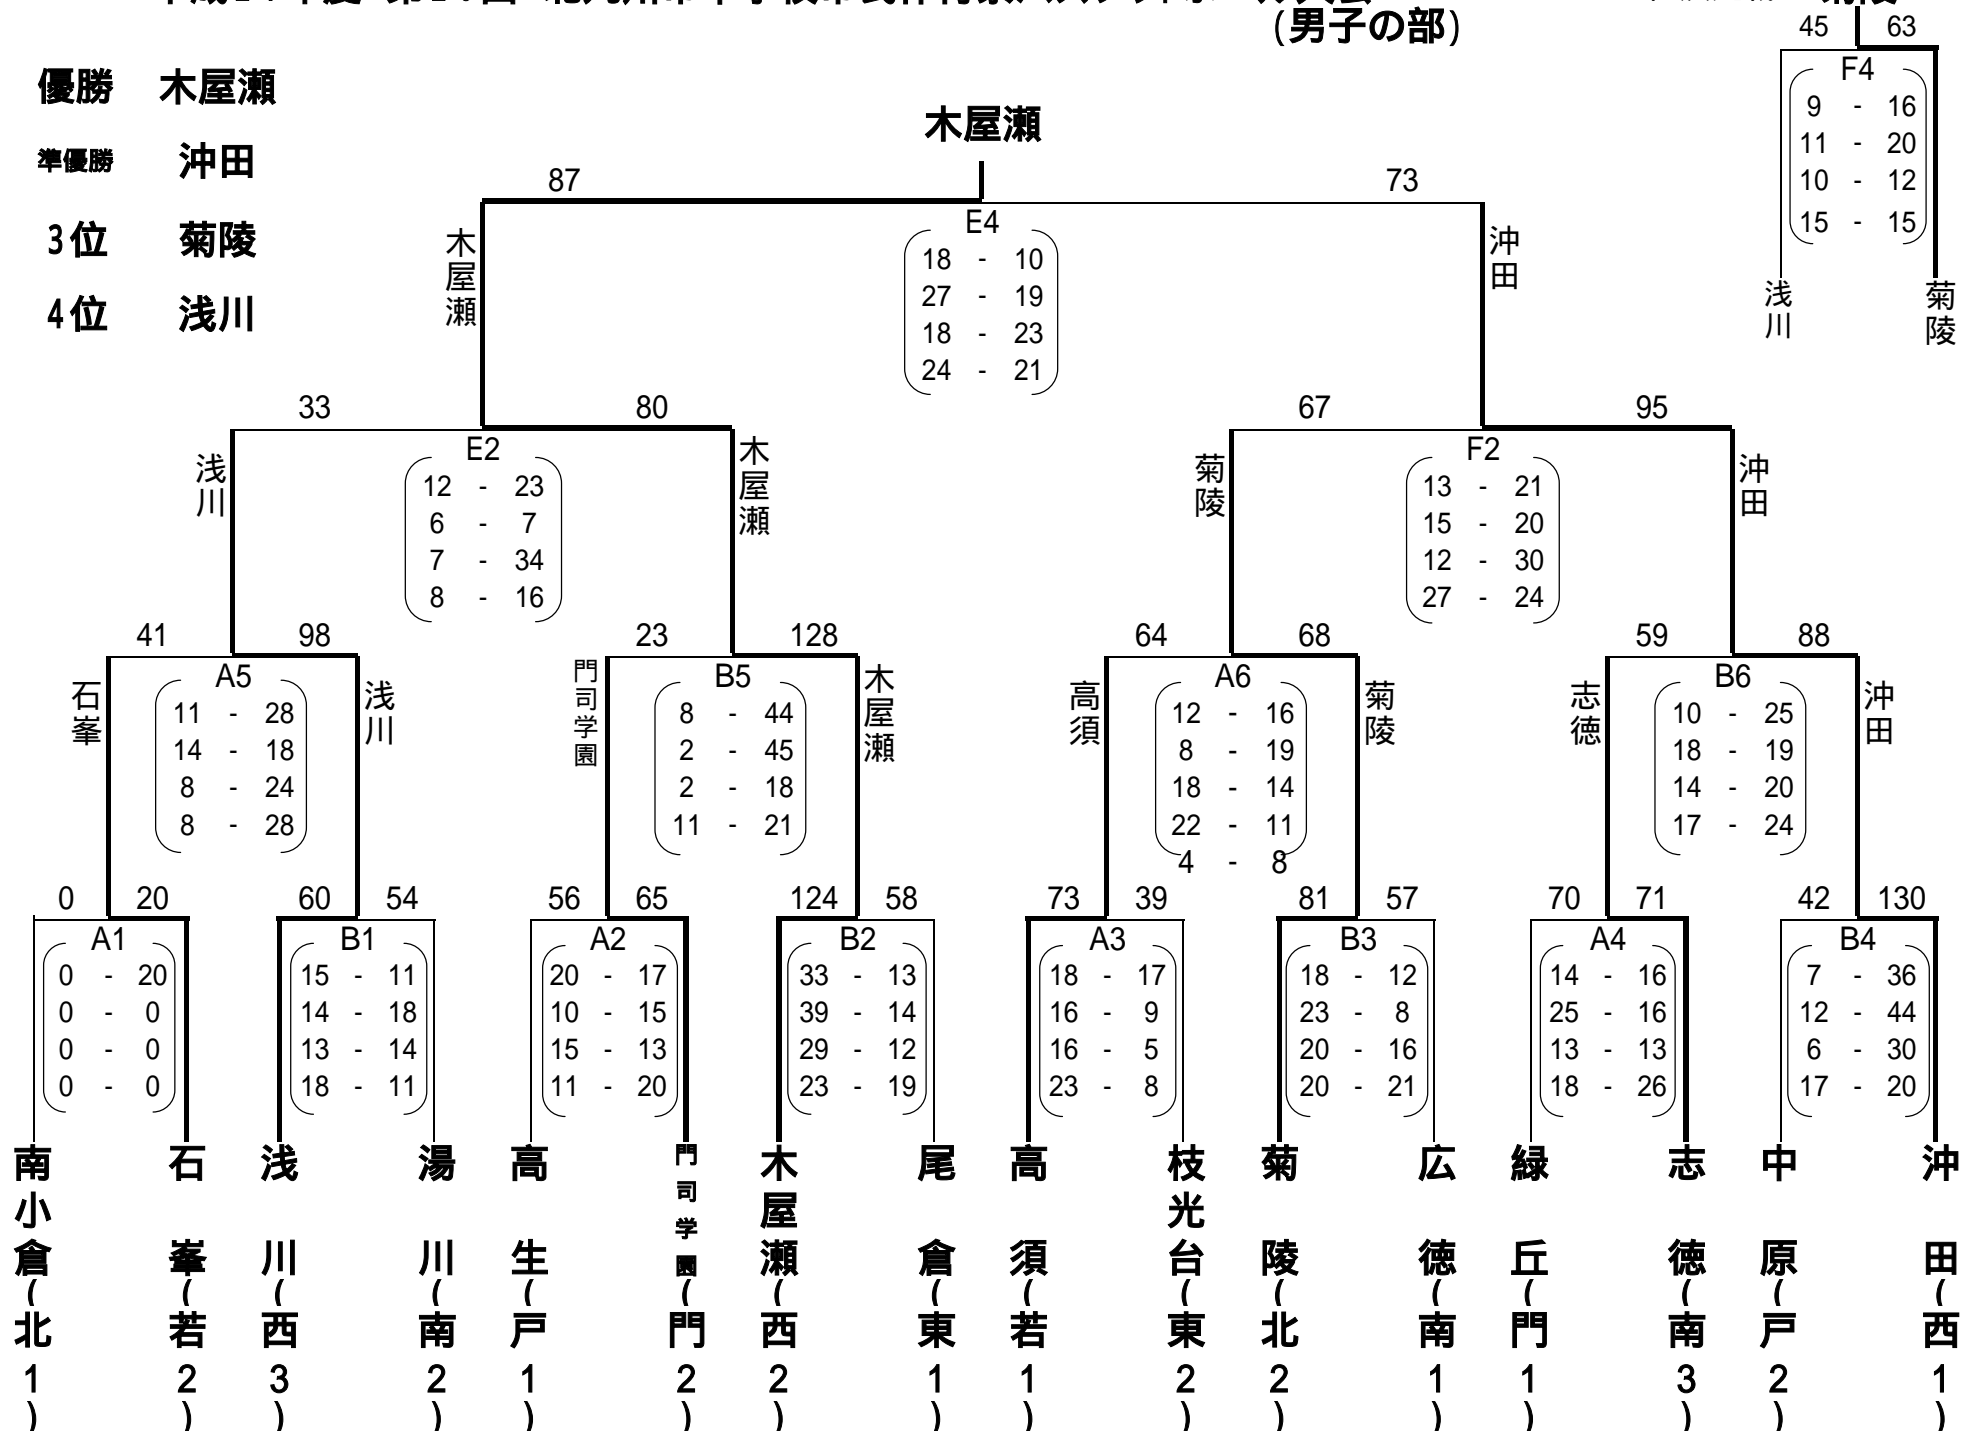 (男子の部)
45 63
F4
9 - 16
11 - 20
10 - 12
15 - 15
浅川
菊陵
優勝 木屋瀬
準優勝 沖田
3位 菊陵
4位 浅川
木屋瀬
87 73
E4
18 - 10
27 - 19
18 - 23
24 - 21
木屋瀬
沖田
33 80
E2
12 - 23
6 - 7
7 - 34
8 - 16
浅川
木屋瀬
67 95
F2
13 - 21
15 - 20
12 - 30
27 - 24
菊陵
沖田
41 98
A5
11 - 28
14 - 18
8 - 24
8 - 28
石峯
浅川
23 128
B5
8 - 44
2 - 45
2 - 18
11 - 21
門司学園
木屋瀬
64 68
A6
12 - 16
8 - 19
18 - 14
22 - 11
4 - 8
高須
菊陵
59 88
B6
10 - 25
18 - 19
14 - 20
17 - 24
志徳
沖田
0 20
A1
0 - 20
0 - 0
0 - 0
0 - 0
60 54
B1
15 - 11
14 - 18
13 - 14
18 - 11
56 65
A2
20 - 17
10 - 15
15 - 13
11 - 20
124 58
B2
33 - 13
39 - 14
29 - 12
23 - 19
73 39
A3
18 - 17
16 - 9
16 - 5
23 - 8
81 57
B3
18 - 12
23 - 8
20 - 16
20 - 21
70 71
A4
14 - 16
25 - 16
13 - 13
18 - 26
42 130
B4
7 - 36
12 - 44
6 - 30
17 - 20
南小倉(北1)
石峯(若2)
浅川(西3)
湯川(南2)
高生(戸1)
門司学園(門2)
木屋瀬(西2)
尾倉(東1)
高須(若1)
枝光台(東2)
菊陵(北2)
広徳(南1)
緑丘(門1)
志徳(南3)
中原(戸2)
沖田(西1)